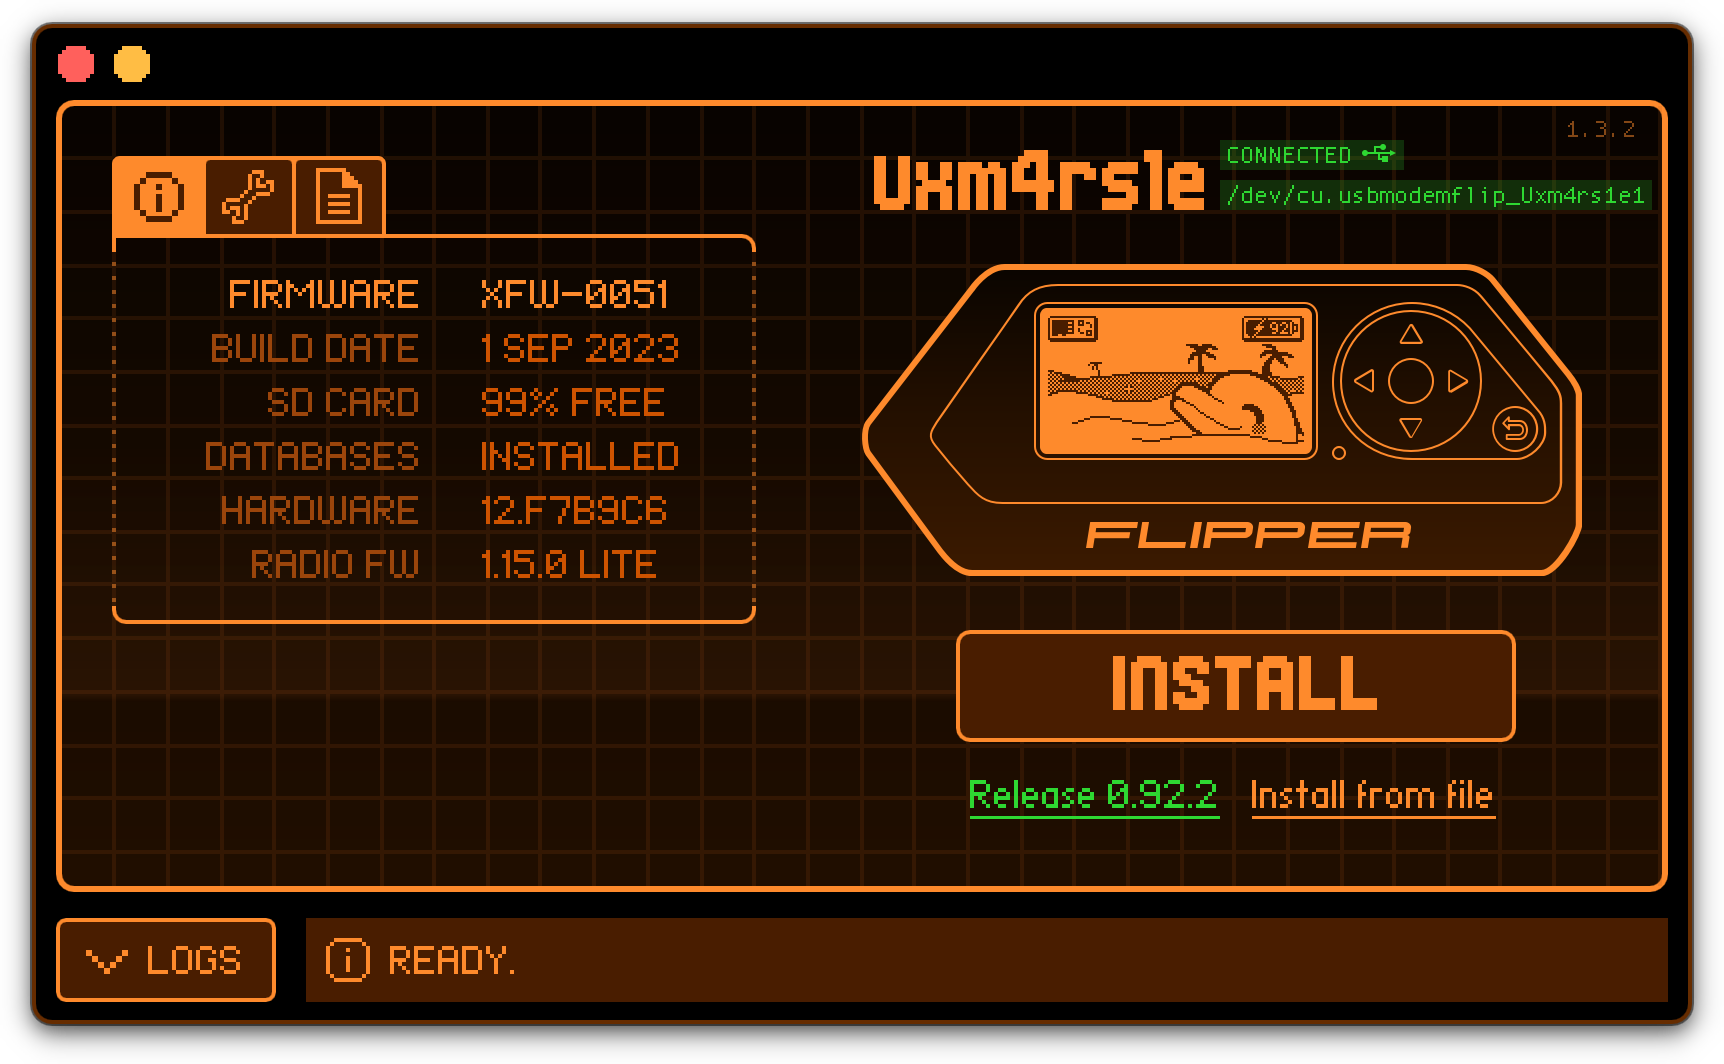 1.3.2
Uxm4rs1e
CONNECTED
/dev/cu.usbmodemflip_Uxm4rs1e1
FIRMWARE XFW-0051
BUILD DATE 1 SEP 2023
SD CARD 99% FREE
DATABASES INSTALLED
HARDWARE 12.F7B9C6
RADIO FW 1.15.0 LITE
92
FLIPPER
INSTALL
Release 0.92.2 Install from file
LOGS
READY.